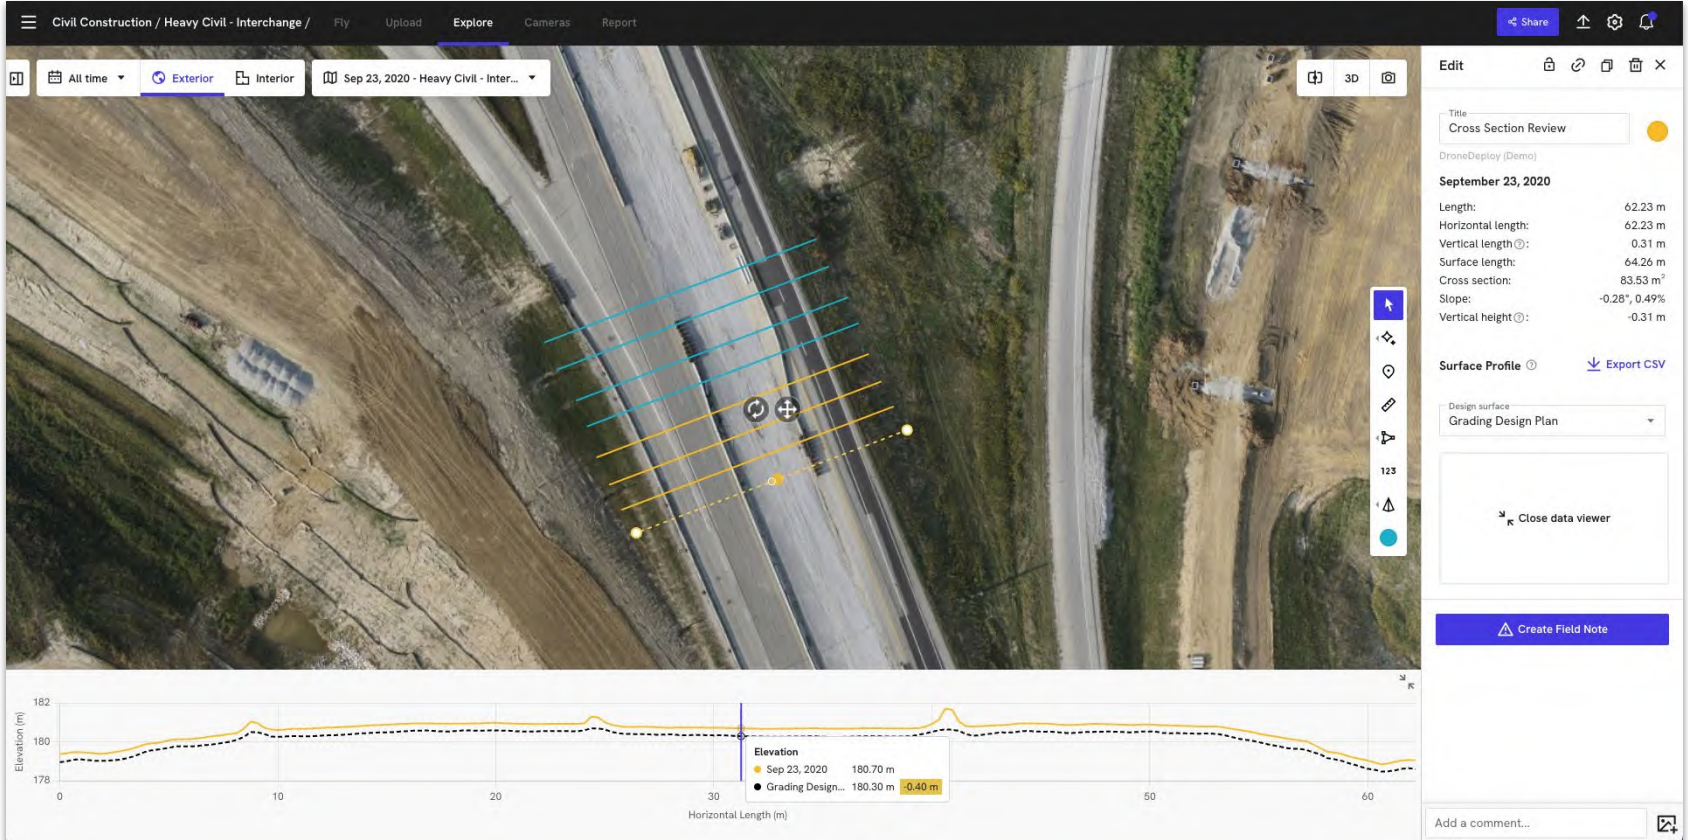 Civil Construction / Heavy Civil - Interchange /
Fly
Upload
Explore
Cameras
Report
Share
All time
Exterior
Interior
Sep 23, 2020 - Heavy Civil - Inter...
3D
Edit
Title
Cross Section Review
DroneDeploy (Demo)
September 23, 2020
Length: 62.23 m
Horizontal length: 62.23 m
Vertical length ?: 0.31 m
Surface length: 64.26 m
Cross section: 83.53 m²
Slope: -0.28°, 0.49%
Vertical height ?: -0.31 m
Surface Profile ?
Export CSV
Design surface
Grading Design Plan
123
Close data viewer
Create Field Note
Elevation (m)
182
180
178
Elevation
Sep 23, 2020 180.70 m
Grading Design... 180.30 m -0.40 m
0
10
20
30
50
60
Horizontal Length (m)
Add a comment...